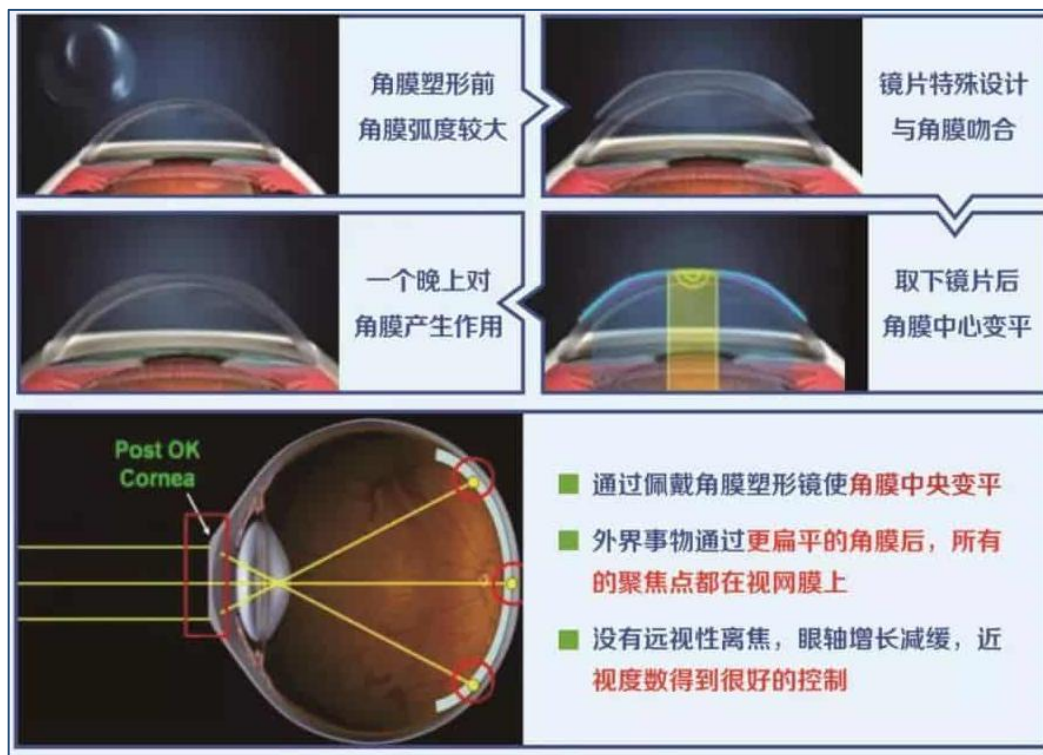 角膜塑形前
角膜弧度较大
镜片特殊设计
与角膜吻合
取下镜片后
角膜中心变平
一个晚上对
角膜产生作用
Post OK
Cornea
通过佩戴角膜塑形镜使角膜中央变平
外界事物通过更扁平的角膜后，所有
的聚焦点都在视网膜上
没有远视性离焦，眼轴增长减缓，近
视度数得到很好的控制